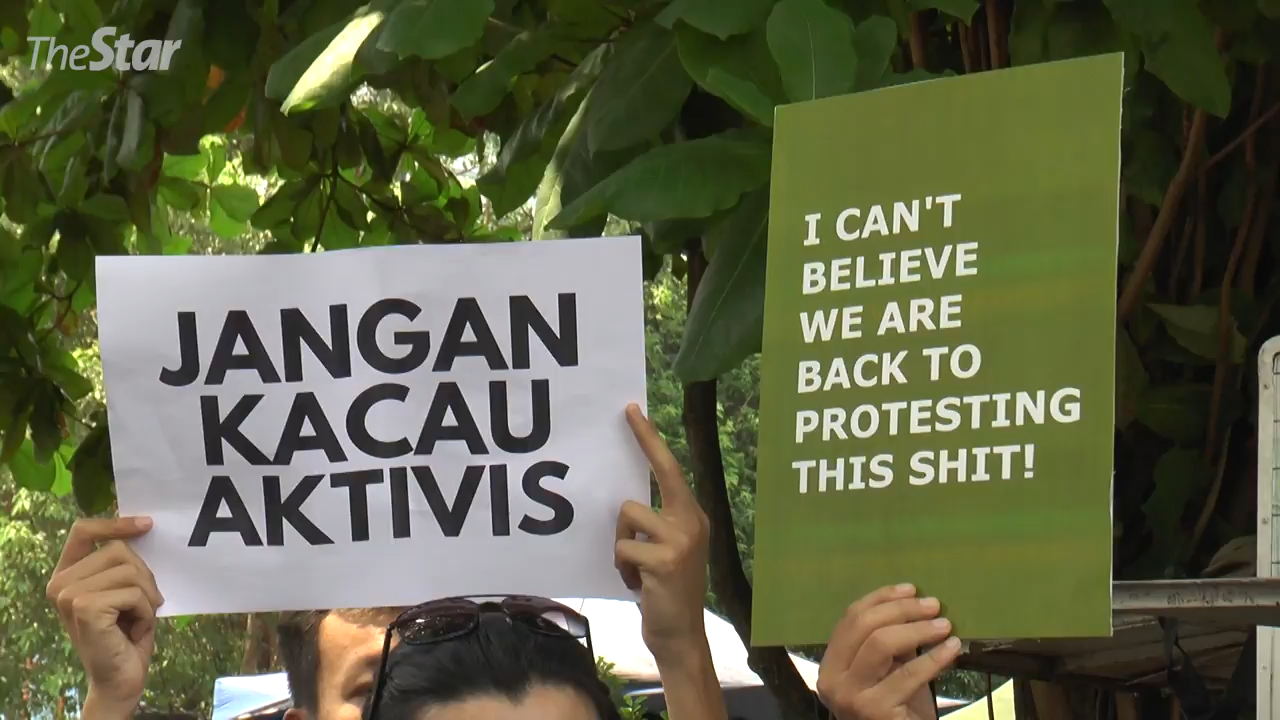 TheStar
JANGAN
KACAU
AKTIVIS
I CAN'T
BELIEVE
WE ARE
BACK TO
PROTESTING
THIS SHIT!